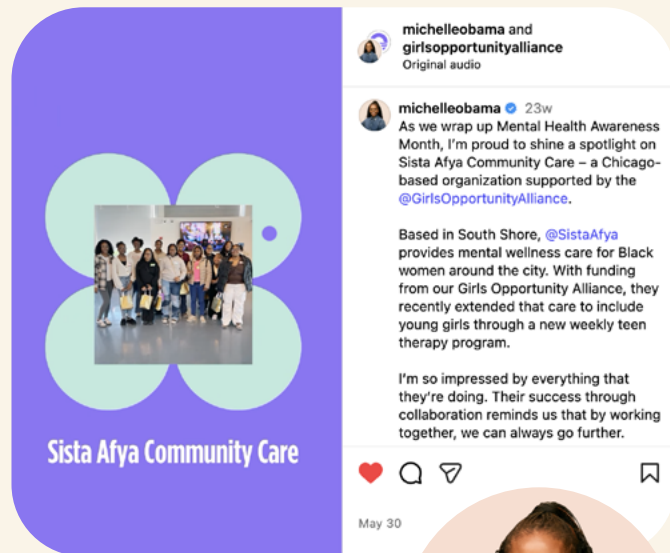 michelleobama and
girlsopportunityalliance
Original audio
michelleobama 23w
As we wrap up Mental Health Awareness
Month, I'm proud to shine a spotlight on
Sista Afya Community Care – a Chicago-
based organization supported by the
@GirlsOpportunityAlliance.
Based in South Shore, @SistaAfya
provides mental wellness care for Black
women around the city. With funding
from our Girls Opportunity Alliance, they
recently extended that care to include
young girls through a new weekly teen
therapy program.
I'm so impressed by everything that
they're doing. Their success through
collaboration reminds us that by working
together, we can always go further.
May 30
Sista Afya Community Care